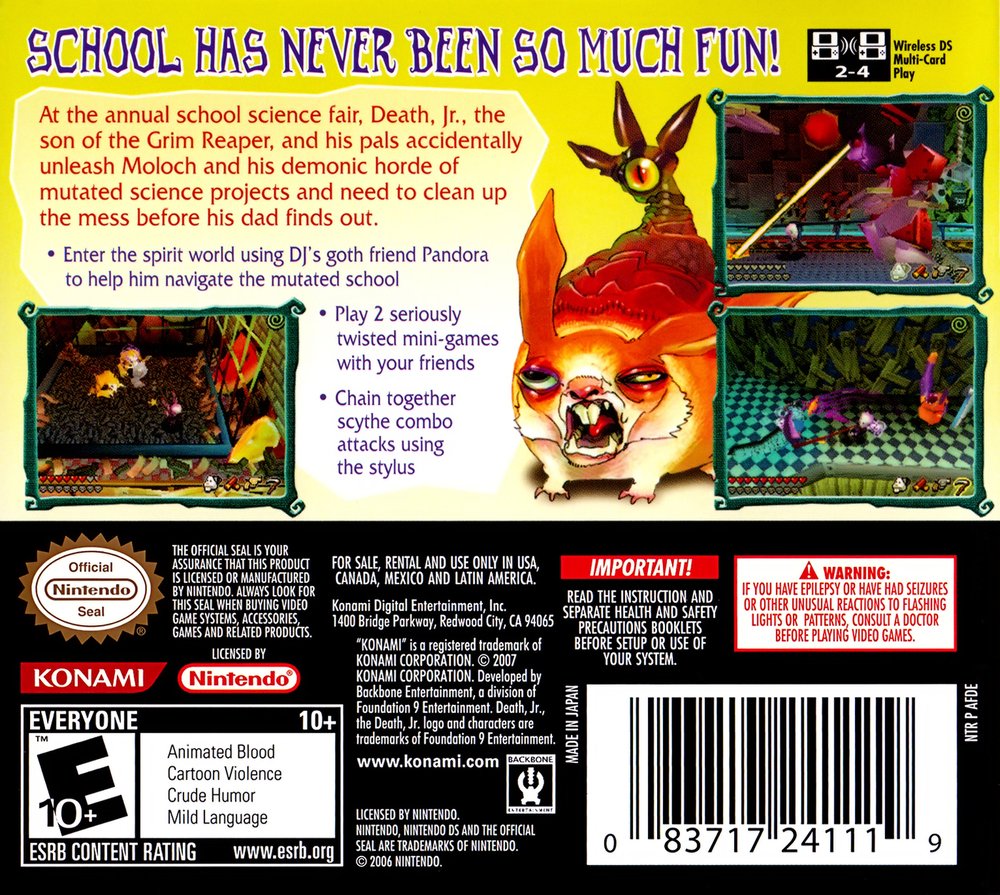 SCHOOL HAS NEVER BEEN SO MUCH FUN!
2-4
Wireless DS
Multi-Card
Play
At the annual school science fair, Death, Jr., the
son of the Grim Reaper, and his pals accidentally
unleash Moloch and his demonic horde of
mutated science projects and need to clean up
the mess before his dad finds out.
• Enter the spirit world using DJ's goth friend Pandora
to help him navigate the mutated school
• Play 2 seriously
twisted mini-games
with your friends
• Chain together
scythe combo
attacks using
the stylus
Official
Nintendo
Seal
®
THE OFFICIAL SEAL IS YOUR
ASSURANCE THAT THIS PRODUCT
IS LICENSED OR MANUFACTURED
BY NINTENDO. ALWAYS LOOK FOR
THIS SEAL WHEN BUYING VIDEO
GAME SYSTEMS, ACCESSORIES,
GAMES AND RELATED PRODUCTS.
LICENSED BY
KONAMI
Nintendo®
EVERYONE 10+
™
E
10+
Animated Blood
Cartoon Violence
Crude Humor
Mild Language
ESRB CONTENT RATING www.esrb.org
FOR SALE, RENTAL AND USE ONLY IN USA,
CANADA, MEXICO AND LATIN AMERICA.
Konami Digital Entertainment, Inc.
1400 Bridge Parkway, Redwood City, CA 94065
"KONAMI" is a registered trademark of
KONAMI CORPORATION. © 2007
KONAMI CORPORATION. Developed by
Backbone Entertainment, a division of
Foundation 9 Entertainment. Death, Jr.,
the Death, Jr. logo and characters are
trademarks of Foundation 9 Entertainment.
www.konami.com
BACKBONE
ENTERTAINMENT
LICENSED BY NINTENDO.
NINTENDO, NINTENDO DS AND THE OFFICIAL
SEAL ARE TRADEMARKS OF NINTENDO.
© 2006 NINTENDO.
IMPORTANT!
READ THE INSTRUCTION AND
SEPARATE HEALTH AND SAFETY
PRECAUTIONS BOOKLETS
BEFORE SETUP OR USE OF
YOUR SYSTEM.
WARNING:
IF YOU HAVE EPILEPSY OR HAVE HAD SEIZURES
OR OTHER UNUSUAL REACTIONS TO FLASHING
LIGHTS OR PATTERNS, CONSULT A DOCTOR
BEFORE PLAYING VIDEO GAMES.
MADE IN JAPAN
0 83717 24111 9
NTR P AFDE